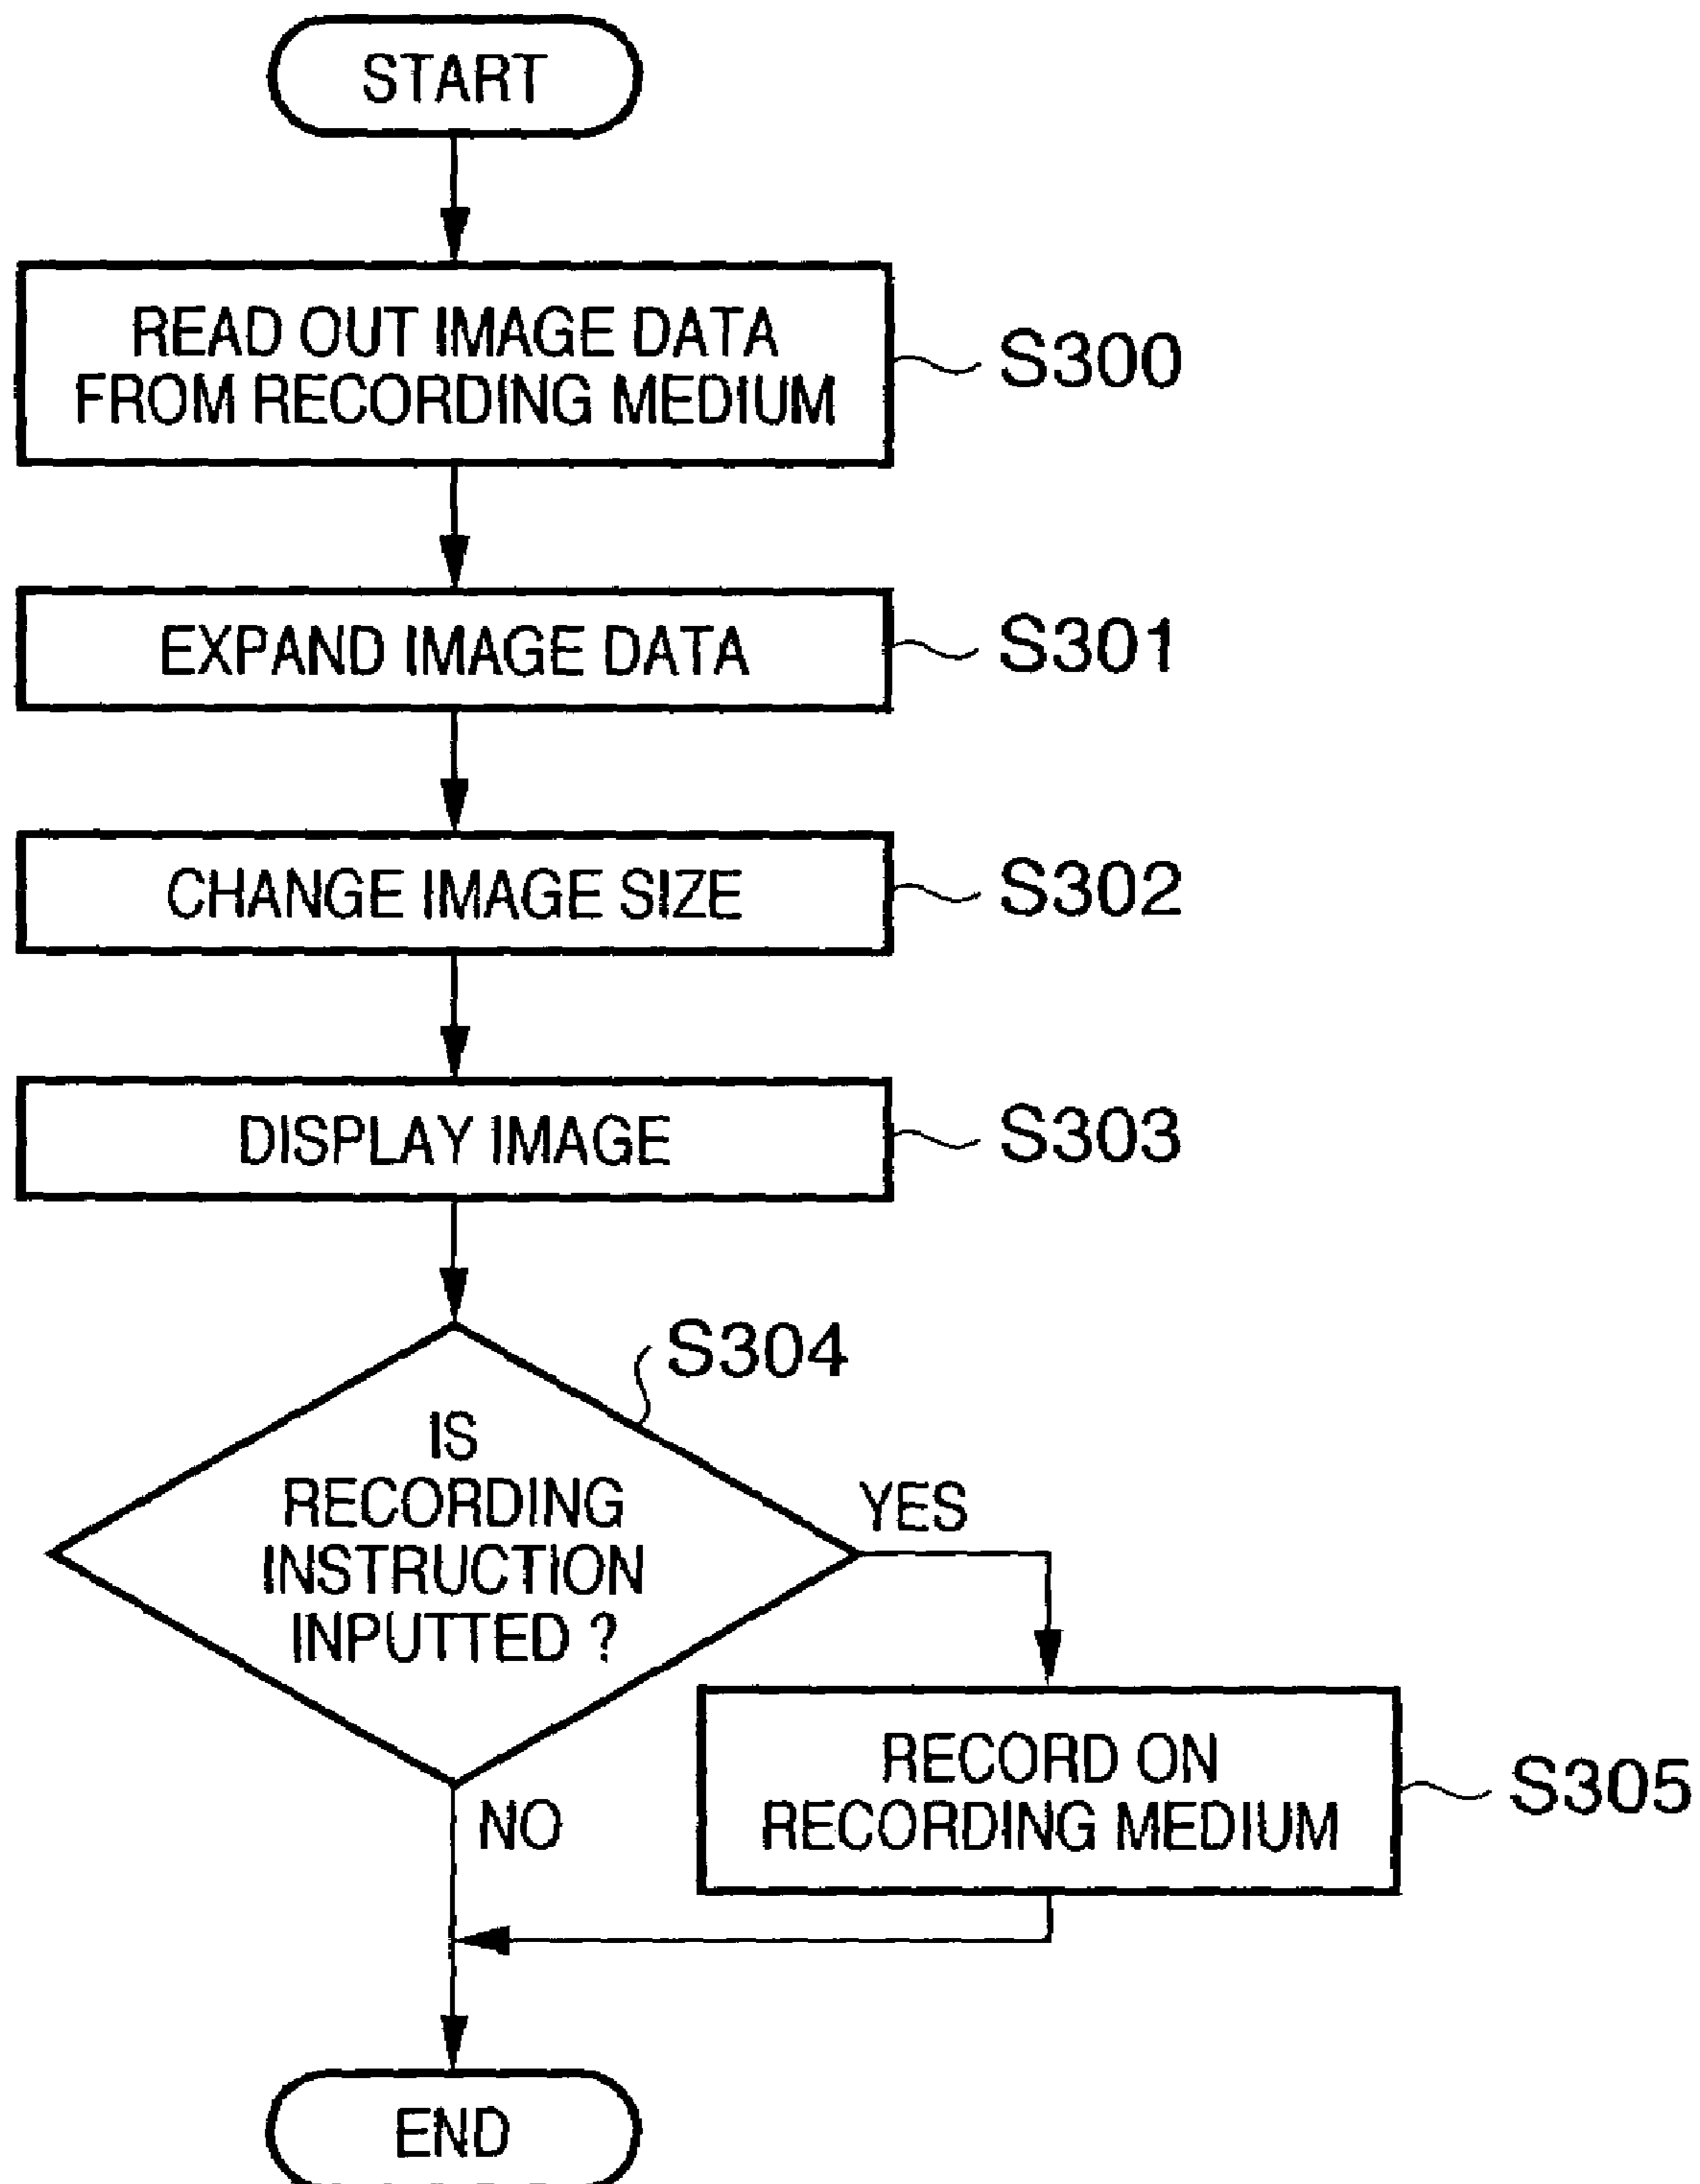 START
READ OUT IMAGE DATA
FROM RECORDING MEDIUM
S300
EXPAND IMAGE DATA
S301
CHANGE IMAGE SIZE
S302
DISPLAY IMAGE
S303
S304
IS
RECORDING
INSTRUCTION
INPUTTED ?
YES
NO
RECORD ON
RECORDING MEDIUM
S305
END